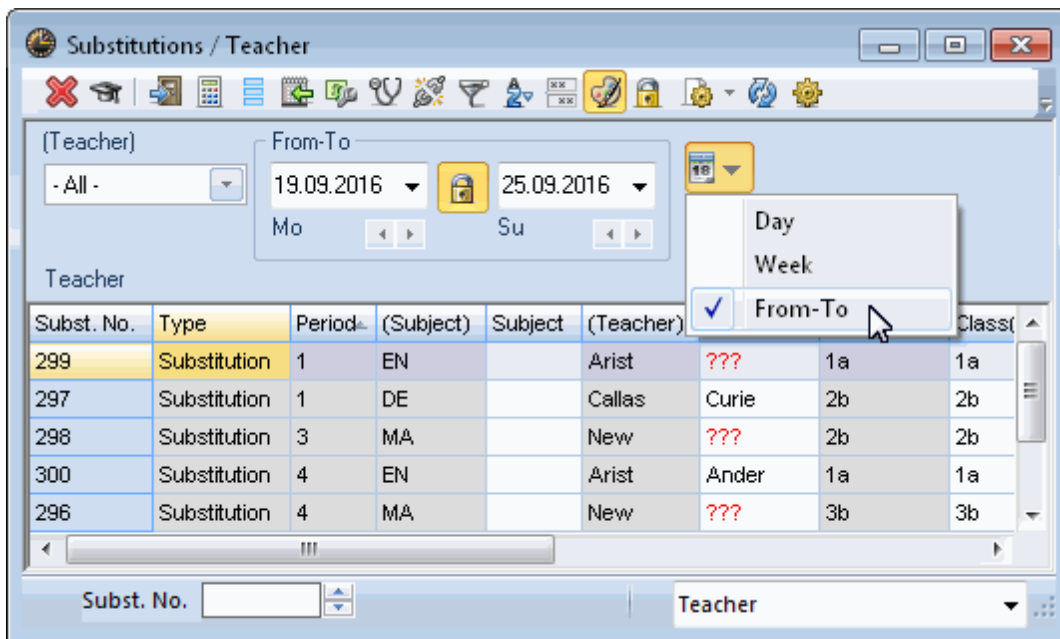 Substitutions / Teacher
(Teacher) From-To
- All - 19.09.2016 25.09.2016 18
Mo Su
Day
Week
From-To
Teacher
Subst. No. Type Period (Subject) Subject (Teacher) Class(
299 Substitution 1 EN Arist ??? 1a 1a
297 Substitution 1 DE Callas Curie 2b 2b
298 Substitution 3 MA New ??? 2b 2b
300 Substitution 4 EN Arist Ander 1a 1a
296 Substitution 4 MA New ??? 3b 3b
Subst. No. Teacher